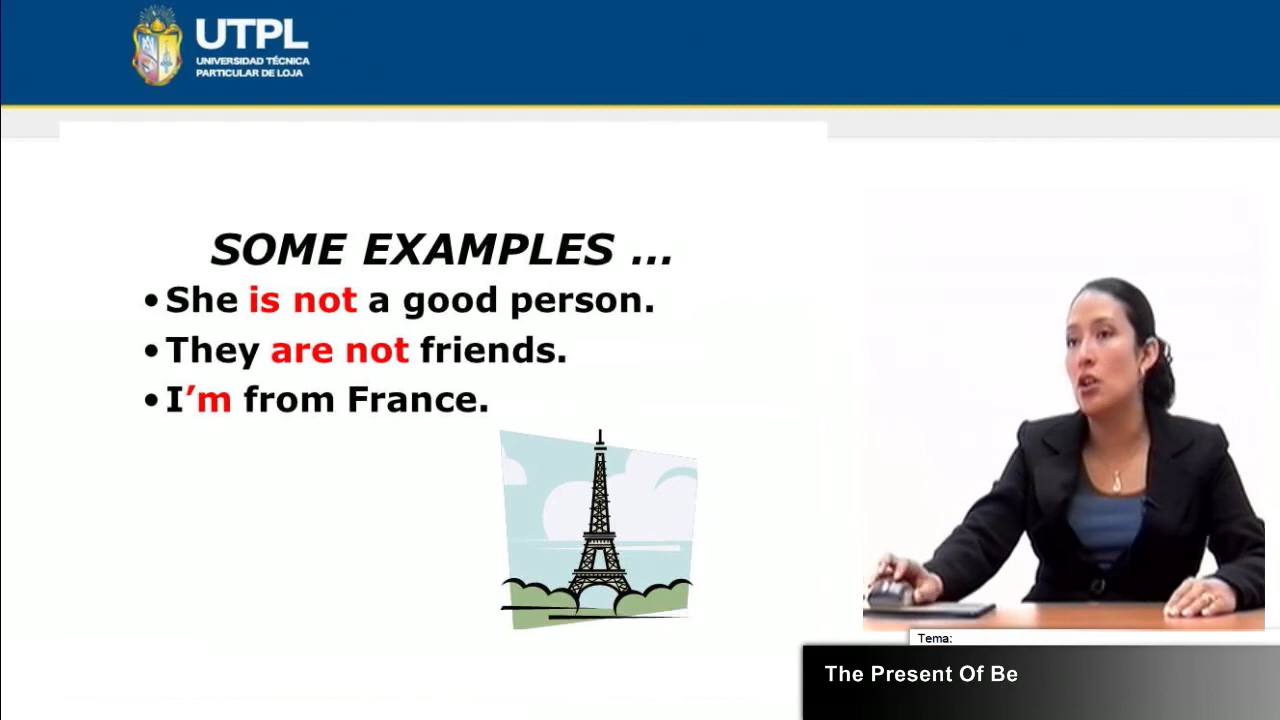 UTPL
UNIVERSIDAD TÉCNICA
PARTICULAR DE LOJA
SOME EXAMPLES ...
•She is not a good person.
•They are not friends.
•I’m from France.
Tema:
The Present Of Be